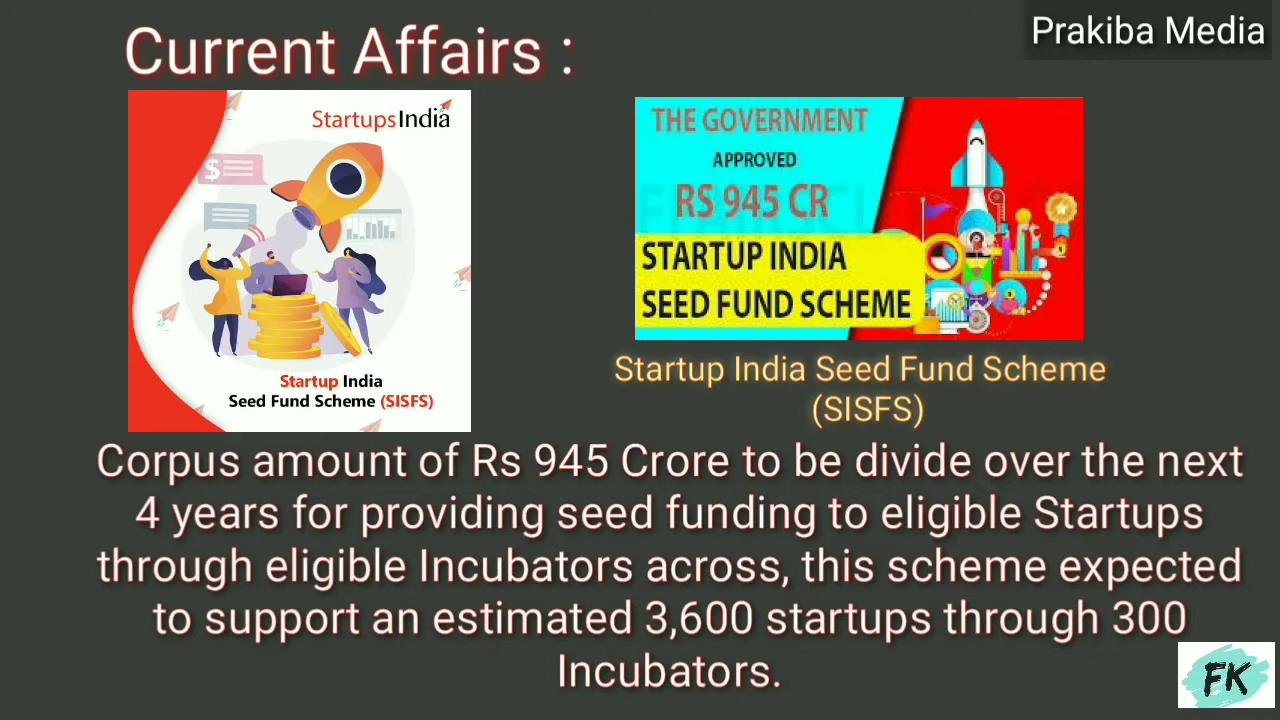 Prakiba Media
Current Affairs :
StartupsIndia
$
Startup India
Seed Fund Scheme (SISFS)
THE GOVERNMENT
APPROVED
RS 945 CR
STARTUP INDIA
SEED FUND SCHEME
Startup India Seed Fund Scheme
(SISFS)
Corpus amount of Rs 945 Crore to be divide over the next
4 years for providing seed funding to eligible Startups
through eligible Incubators across, this scheme expected
to support an estimated 3,600 startups through 300
Incubators.
FK